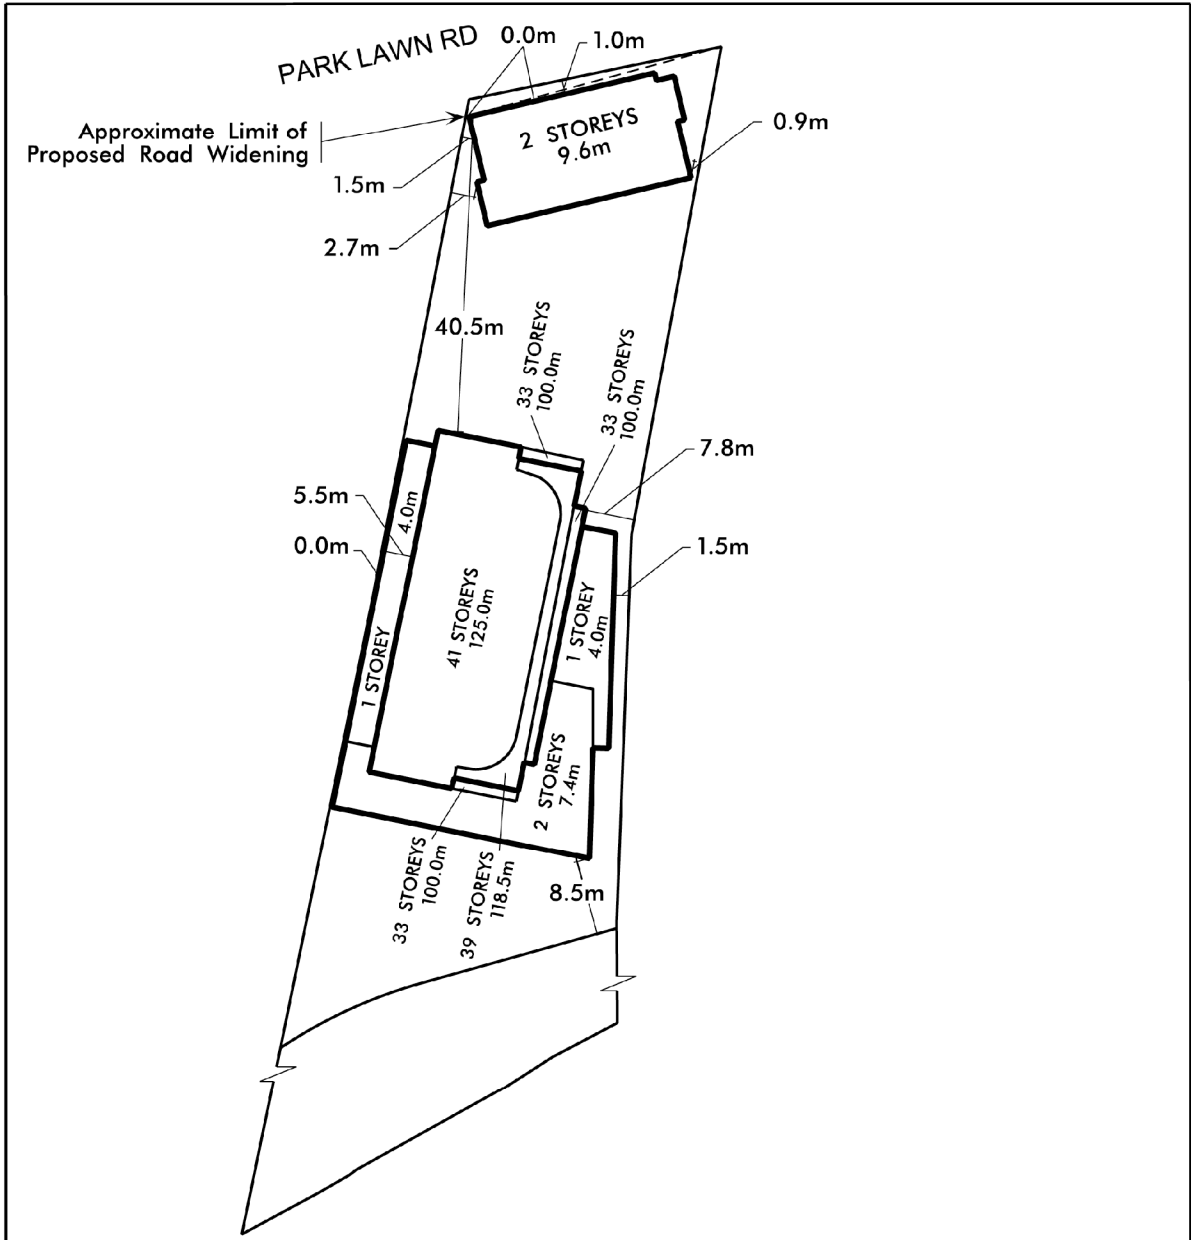 PARK LAWN RD
0.0m
1.0m
Approximate Limit of
Proposed Road Widening
2 STOREYS
9.6m
0.9m
1.5m
2.7m
40.5m
33 STOREYS
100.0m
33 STOREYS
100.0m
7.8m
5.5m
4.0m
0.0m
1.5m
41 STOREYS
125.0m
1 STOREY
4.0m
1 STOREY
2 STOREYS
7.4m
33 STOREYS
100.0m
39 STOREYS
118.5m
8.5m